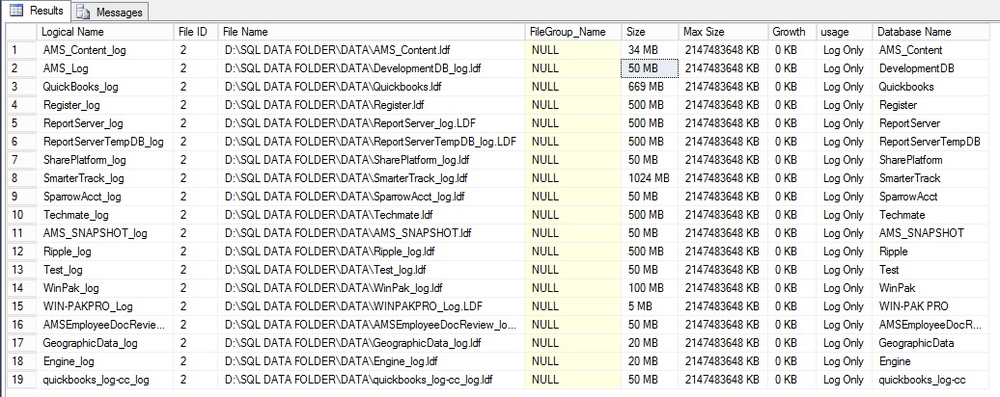 Results Messages
Logical Name File ID File Name FileGroup_Name Size Max Size Growth usage Database Name
1 AMS_Content_log 2 D:\SQL DATA FOLDER\DATA\AMS_Content.ldf NULL 34 MB 2147483648 KB 0 KB Log Only AMS_Content
2 AMS_Log 2 D:\SQL DATA FOLDER\DATA\DevelopmentDB_log.ldf NULL 50 MB 2147483648 KB 0 KB Log Only DevelopmentDB
3 QuickBooks_log 2 D:\SQL DATA FOLDER\DATA\Quickbooks.ldf NULL 669 MB 2147483648 KB 0 KB Log Only Quickbooks
4 Register_log 2 D:\SQL DATA FOLDER\DATA\Register.ldf NULL 500 MB 2147483648 KB 0 KB Log Only Register
5 ReportServer_log 2 D:\SQL DATA FOLDER\DATA\ReportServer_log.LDF NULL 500 MB 2147483648 KB 0 KB Log Only ReportServer
6 ReportServerTempDB_log 2 D:\SQL DATA FOLDER\DATA\ReportServerTempDB_log.LDF NULL 500 MB 2147483648 KB 0 KB Log Only ReportServerTempDB
7 SharePlatform_log 2 D:\SQL DATA FOLDER\DATA\SharePlatform_log.ldf NULL 50 MB 2147483648 KB 0 KB Log Only SharePlatform
8 SmarterTrack_log 2 D:\SQL DATA FOLDER\DATA\SmarterTrack_log.ldf NULL 1024 MB 2147483648 KB 0 KB Log Only SmarterTrack
9 SparrowAcct_log 2 D:\SQL DATA FOLDER\DATA\SparrowAcct_log.ldf NULL 50 MB 2147483648 KB 0 KB Log Only SparrowAcct
10 Techmate_log 2 D:\SQL DATA FOLDER\DATA\Techmate.ldf NULL 500 MB 2147483648 KB 0 KB Log Only Techmate
11 AMS_SNAPSHOT_log 2 D:\SQL DATA FOLDER\DATA\AMS_SNAPSHOT.ldf NULL 50 MB 2147483648 KB 0 KB Log Only AMS_SNAPSHOT
12 Ripple_log 2 D:\SQL DATA FOLDER\DATA\Ripple_log.ldf NULL 500 MB 2147483648 KB 0 KB Log Only Ripple
13 Test_log 2 D:\SQL DATA FOLDER\DATA\Test_log.ldf NULL 50 MB 2147483648 KB 0 KB Log Only Test
14 WinPak_log 2 D:\SQL DATA FOLDER\DATA\WinPak_log.ldf NULL 100 MB 2147483648 KB 0 KB Log Only WinPak
15 WIN-PAKPRO_Log 2 D:\SQL DATA FOLDER\DATA\WINPAKPRO_Log.LDF NULL 5 MB 2147483648 KB 0 KB Log Only WIN-PAK PRO
16 AMSEmployeeDocRevie... 2 D:\SQL DATA FOLDER\DATA\AMSEmployeeDocReview_lo... NULL 50 MB 2147483648 KB 0 KB Log Only AMSEmployeeDocReview
17 GeographicData_log 2 D:\SQL DATA FOLDER\DATA\GeographicData_log.ldf NULL 20 MB 2147483648 KB 0 KB Log Only GeographicData
18 Engine_log 2 D:\SQL DATA FOLDER\DATA\Engine_log.ldf NULL 20 MB 2147483648 KB 0 KB Log Only Engine
19 quickbooks_log-cc_log 2 D:\SQL DATA FOLDER\DATA\quickbooks_log-cc_log.ldf NULL 50 MB 2147483648 KB 0 KB Log Only quickbooks_log-cc